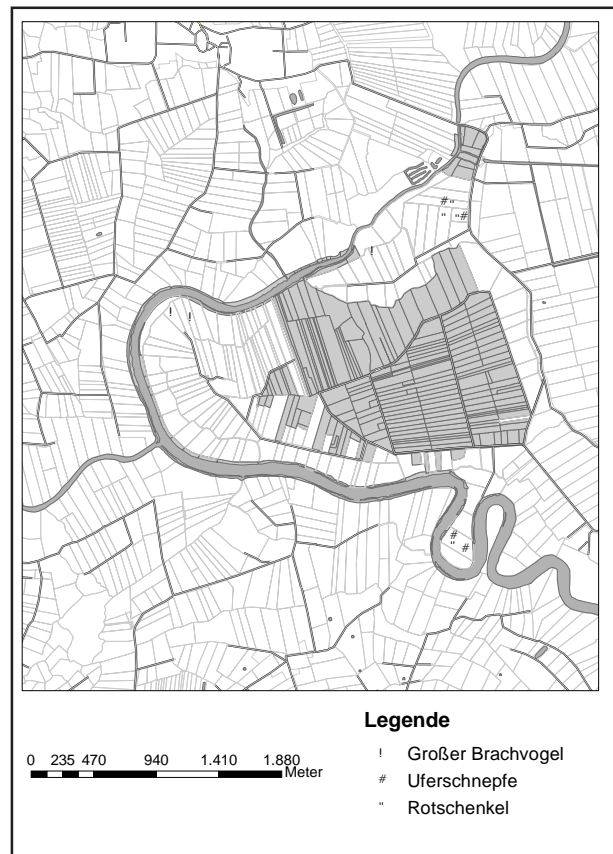 Legende
0 235 470 940 1.410 1.880
Meter
! Großer Brachvogel
# Uferschnepfe
" Rotschenkel
# "
" " #
!
! !
#
" #